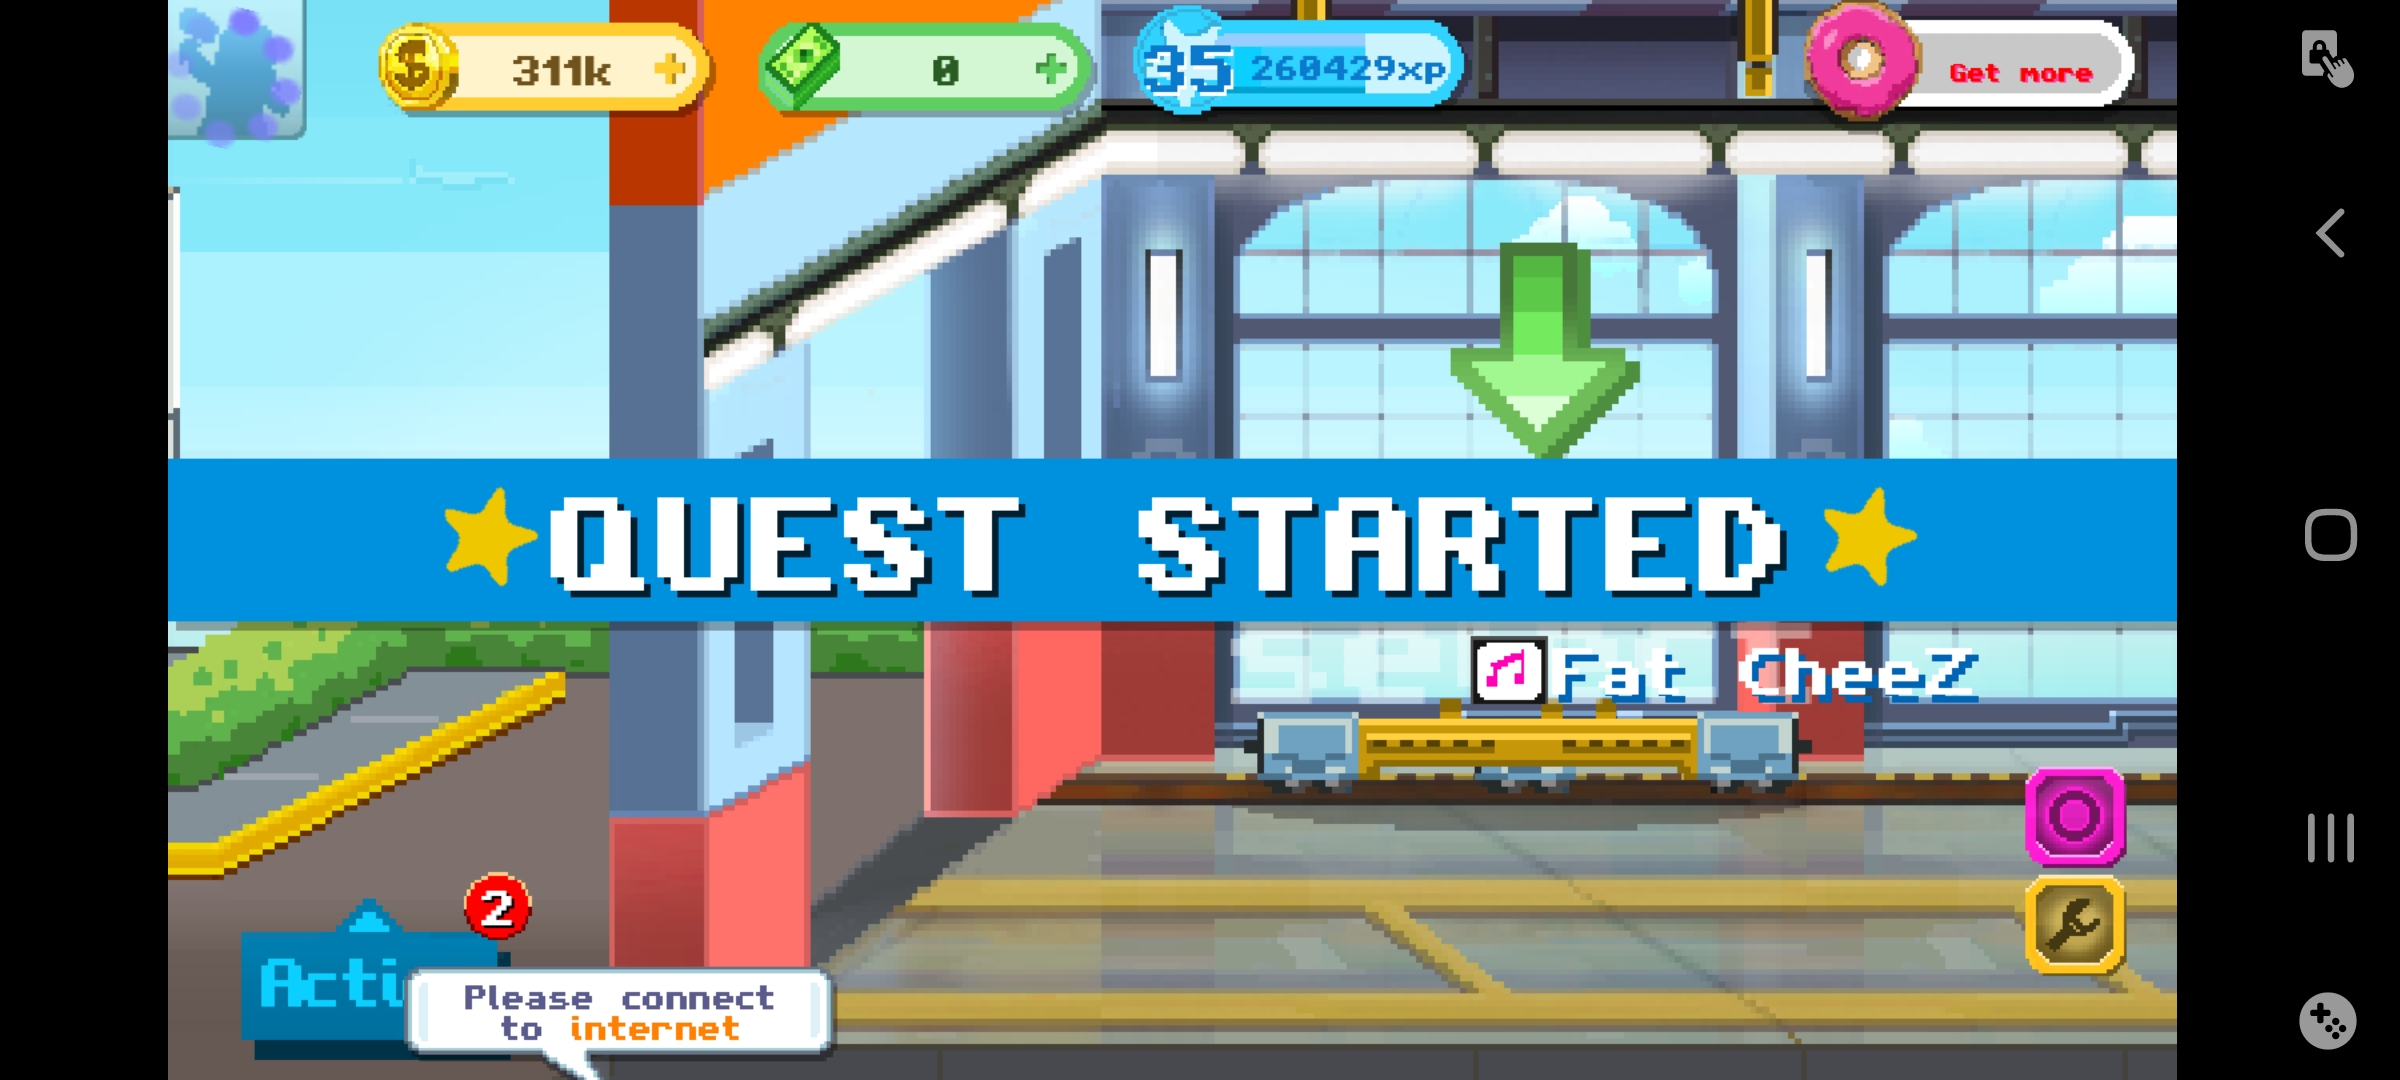 311k
0
35
260429xp
Get more
QUEST STARTED
Fat CheeZ
2
Acti
Please connect
to internet